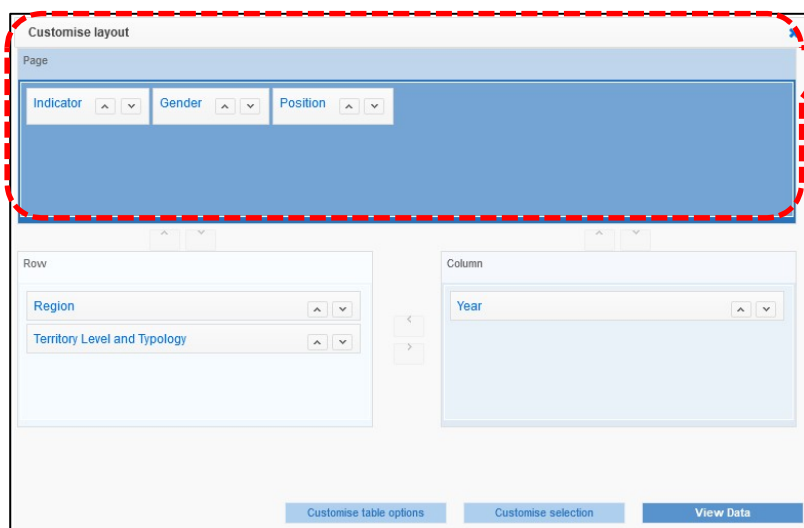 Customise layout
Page
Indicator Gender Position
Row Column
Region Year
Territory Level and Typology
Customise table options Customise selection View Data